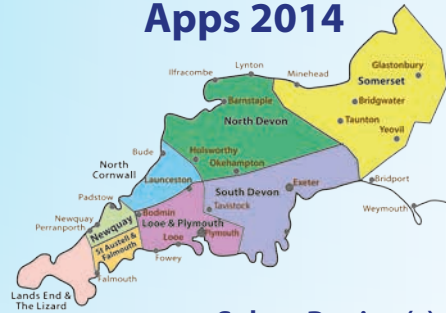 Apps 2014
Glastonbury
Lynton
Ilfracombe
Minehead
Somerset
Barnstaple
Bridgwater
North Devon
Taunton
Yeovil
Bude
Holsworthy
North
Cornwall
Okehampton
Launceston
South Devon
Exeter
Bridport
Padstow
Tavistock
Weymouth
Newquay
Perranporth
Newquay
Bodmin
Looe & Plymouth
St Austell &
Falmouth
Looe
Plymouth
Fowey
Falmouth
Lands End &
The Lizard